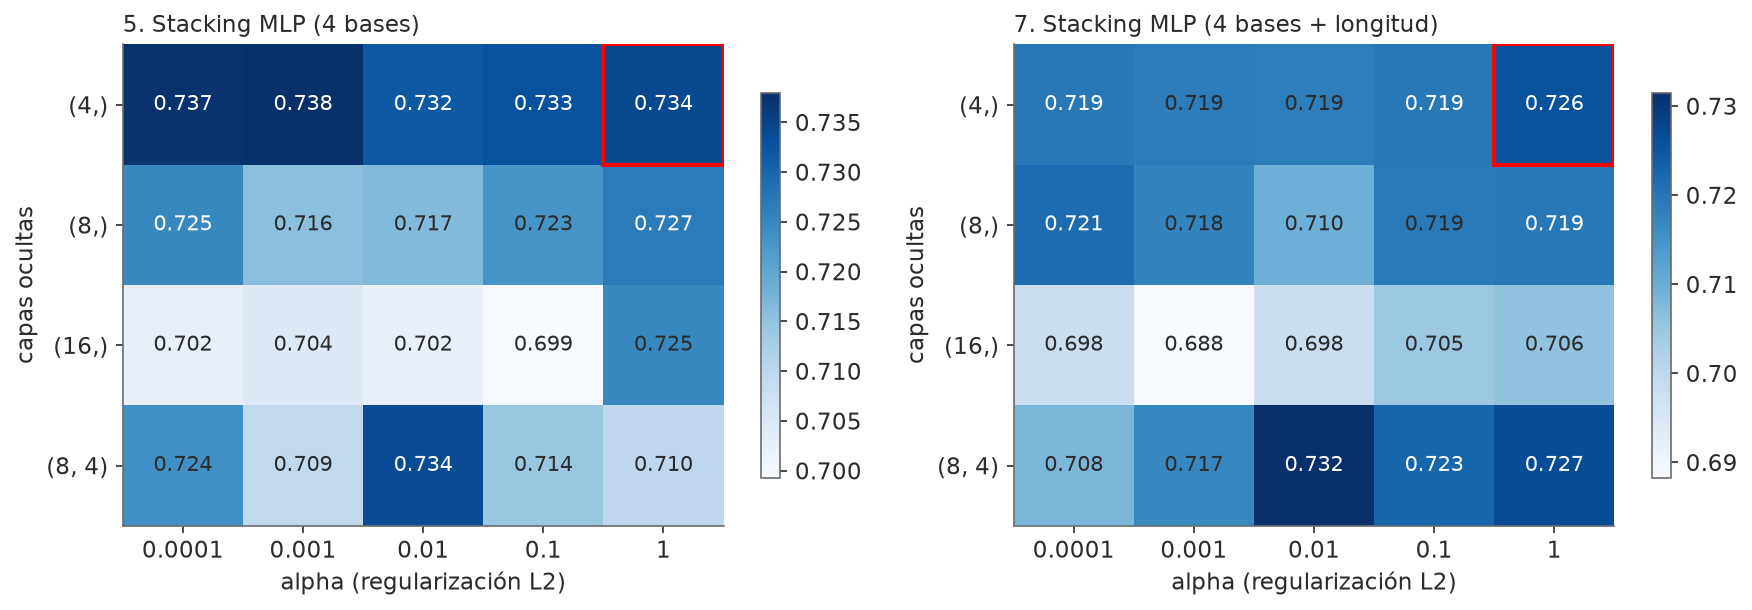 5. Stacking MLP (4 bases)
capas ocultas
(4,) 0.737 0.738 0.732 0.733 0.734
(8,) 0.725 0.716 0.717 0.723 0.727
(16,) 0.702 0.704 0.702 0.699 0.725
(8, 4) 0.724 0.709 0.734 0.714 0.710
0.0001 0.001 0.01 0.1 1
alpha (regularización L2)
0.735
0.730
0.725
0.720
0.715
0.710
0.705
0.700
7. Stacking MLP (4 bases + longitud)
capas ocultas
(4,) 0.719 0.719 0.719 0.719 0.726
(8,) 0.721 0.718 0.710 0.719 0.719
(16,) 0.698 0.688 0.698 0.705 0.706
(8, 4) 0.708 0.717 0.732 0.723 0.727
0.0001 0.001 0.01 0.1 1
alpha (regularización L2)
0.73
0.72
0.71
0.70
0.69